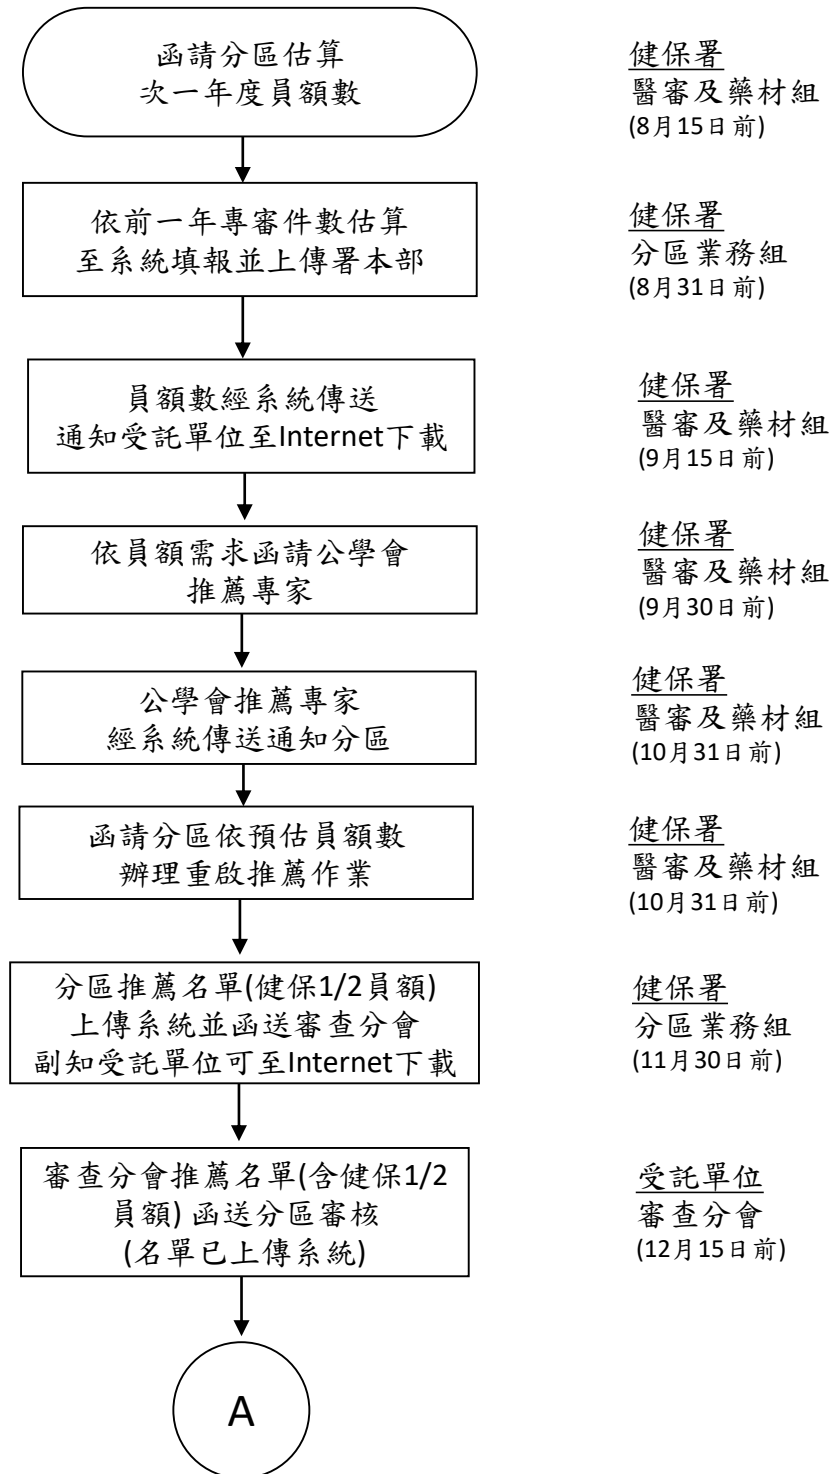 函請分區估算
次一年度員額數
健保署
醫審及藥材組
(8月15日前)
依前一年專審件數估算
至系統填報並上傳署本部
健保署
分區業務組
(8月31日前)
員額數經系統傳送
通知受託單位至Internet下載
健保署
醫審及藥材組
(9月15日前)
依員額需求函請公學會
推薦專家
健保署
醫審及藥材組
(9月30日前)
公學會推薦專家
經系統傳送通知分區
健保署
醫審及藥材組
(10月31日前)
函請分區依預估員額數
辦理重啟推薦作業
健保署
醫審及藥材組
(10月31日前)
分區推薦名單(健保1/2員額)
上傳系統並函送審查分會
副知受託單位可至Internet下載
健保署
分區業務組
(11月30日前)
審查分會推薦名單(含健保1/2
員額) 函送分區審核
(名單已上傳系統)
受託單位
審查分會
(12月15日前)
A